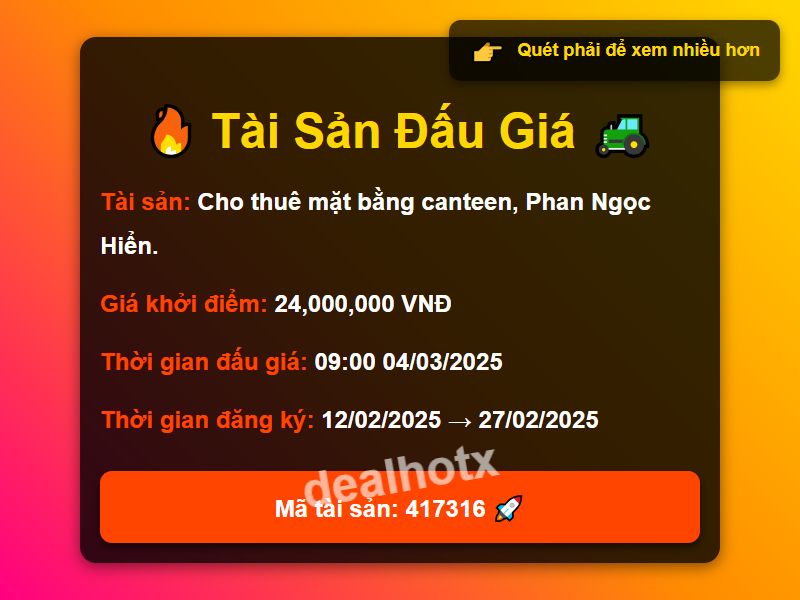 👉 Quét phải để xem nhiều hơn
🔥 Tài Sản Đấu Giá 🚜
Tài sản: Cho thuê mặt bằng canteen, Phan Ngọc
Hiển.
Giá khởi điểm: 24,000,000 VNĐ
Thời gian đấu giá: 09:00 04/03/2025
Thời gian đăng ký: 12/02/2025 → 27/02/2025
dealhotx
Mã tài sản: 417316 🚀